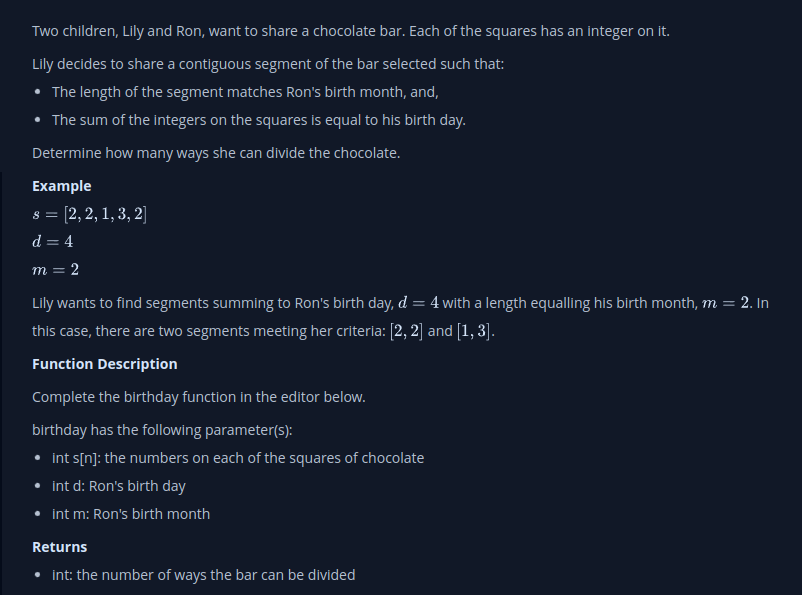 Two children, Lily and Ron, want to share a chocolate bar. Each of the squares has an integer on it.
Lily decides to share a contiguous segment of the bar selected such that:
• The length of the segment matches Ron's birth month, and,
• The sum of the integers on the squares is equal to his birth day.
Determine how many ways she can divide the chocolate.
Example
s = [2, 2, 1, 3, 2]
d = 4
m = 2
Lily wants to find segments summing to Ron's birth day, d = 4 with a length equalling his birth month, m = 2. In
this case, there are two segments meeting her criteria: [2, 2] and [1, 3].
Function Description
Complete the birthday function in the editor below.
birthday has the following parameter(s):
• int s[n]: the numbers on each of the squares of chocolate
• int d: Ron's birth day
• int m: Ron's birth month
Returns
• int: the number of ways the bar can be divided